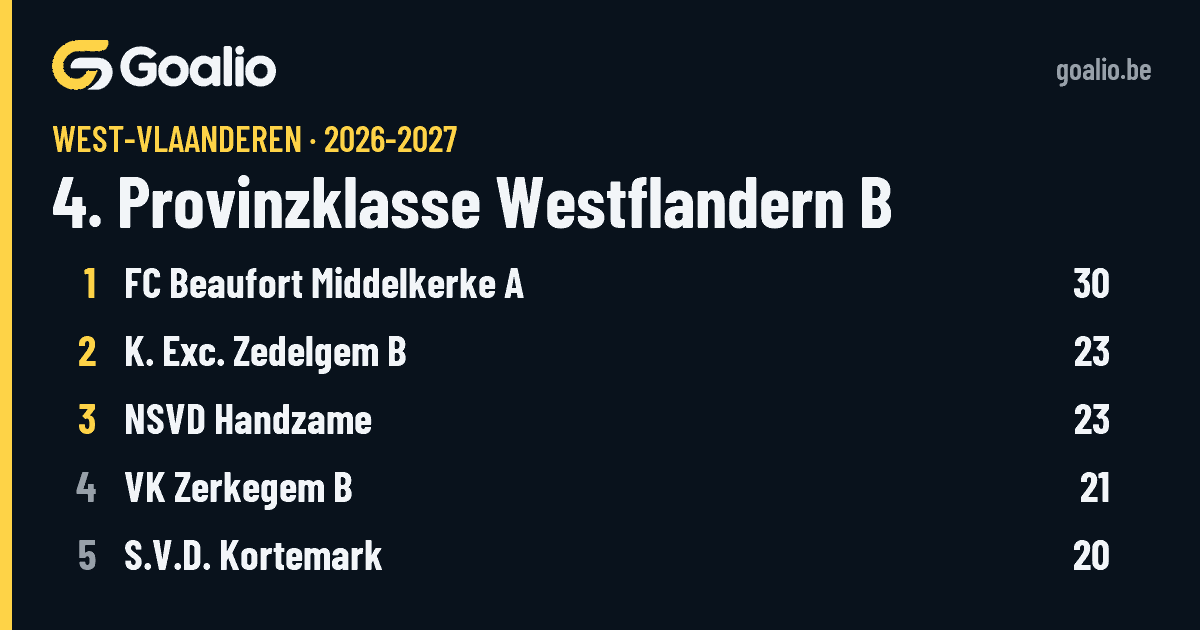 Goalio
goalio.be
WEST-VLAANDEREN · 2026-2027
4. Provinzklasse Westflandern B
1 FC Beaufort Middelkerke A 30
2 K. Exc. Zedelgem B 23
3 NSVD Handzame 23
4 VK Zerkegem B 21
5 S.V.D. Kortemark 20